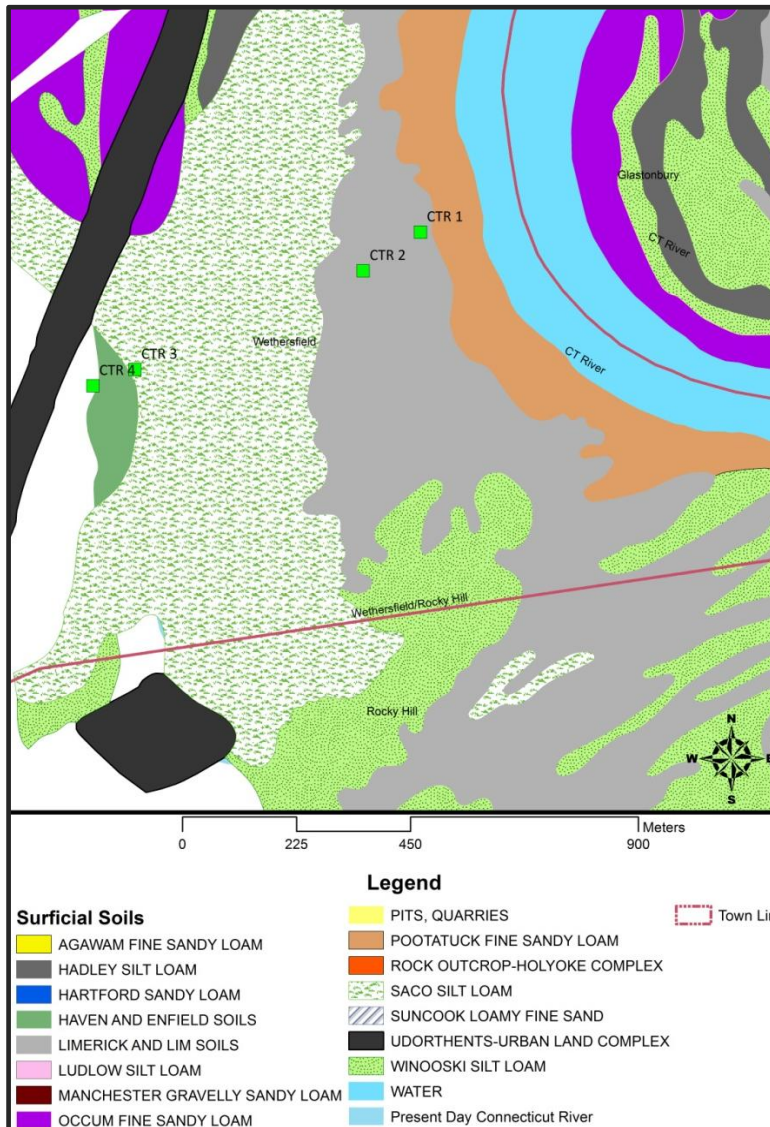 Glastonbury
CTR 1
CT River
CTR 2
Wethersfield
CTR 3
CT River
CTR 4
Wethersfield/Rocky Hill
Rocky Hill
N
W E
S
Meters
0 225 450 900
Legend
Surficial Soils
AGAWAM FINE SANDY LOAM
HADLEY SILT LOAM
HARTFORD SANDY LOAM
HAVEN AND ENFIELD SOILS
LIMERICK AND LIM SOILS
LUDLOW SILT LOAM
MANCHESTER GRAVELLY SANDY LOAM
OCCUM FINE SANDY LOAM
PITS, QUARRIES
POOTATUCK FINE SANDY LOAM
ROCK OUTCROP-HOLYOKE COMPLEX
SACO SILT LOAM
SUNCOOK LOAMY FINE SAND
UDORTHENTS-URBAN LAND COMPLEX
WINOOSKI SILT LOAM
WATER
Present Day Connecticut River
Town Lin